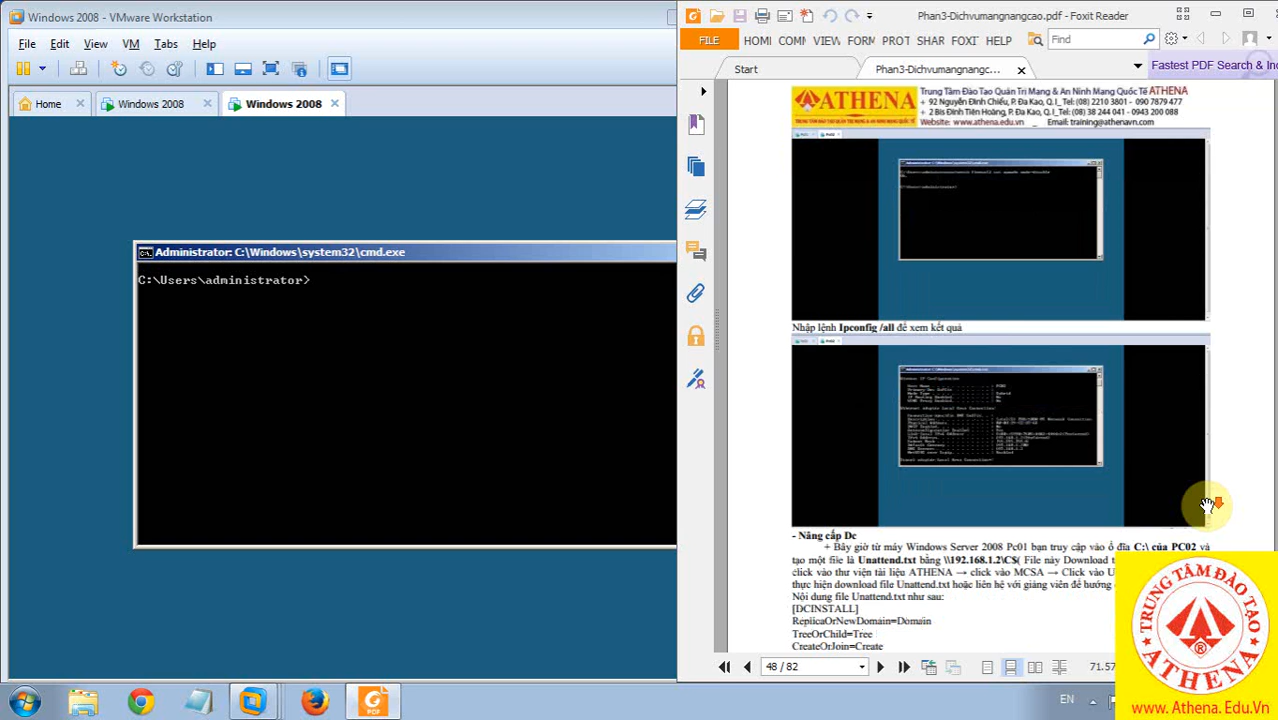 Windows 2008 - VMware Workstation
File Edit View VM Tabs Help
Home Windows 2008 Windows 2008
Administrator: C:\Windows\system32\cmd.exe
C:\Users\administrator>
Phan3-Dichvumangnangcao.pdf - Foxit Reader
FILE HOMI COMI VIEW FORM PROT SHAR FOXIT HELP Find
Start Phan3-Dichvumangnangc... Fastest PDF Search & In
ATHENA
Trung Tâm Đào Tạo Quản Trị Mạng & An Ninh Mạng Quốc Tế ATHENA
+ 92 Nguyễn Đình Chiểu, P. Đa Kao, Q.1_ Tel: (08) 2210 3801 - 090 7879 477
+ 2 Bis Đinh Tiên Hoàng, P. Đa Kao, Q.I_ Tel: (08) 38 244 041 - 0943 200 088
Website: www.athena.edu.vn _ Email: training@athenavn.com
Nhập lệnh Ipconfig /all để xem kết quả
- Nâng cấp Dc
+ Bây giờ từ máy Windows Server 2008 Pc01 bạn truy cập vào ổ đĩa C:\ của PC02 và
tạo một file là Unattend.txt bằng \\192.168.1.2\C$( File này Download t
click vào thư viện tài liệu ATHENA → click vào MCSA → Click vào U
thực hiện download file Unattend.txt hoặc liên hệ với giảng viên để hướng
Nội dung file Unattend.txt như sau:
[DCINSTALL]
ReplicaOrNewDomain=Domain
TreeOrChild=Tree
CreateOrJoin=Create
48 / 82 71.57
EN
TRUNG TÂM ĐÀO TẠO
ATHENA
www.Athena.Edu.Vn